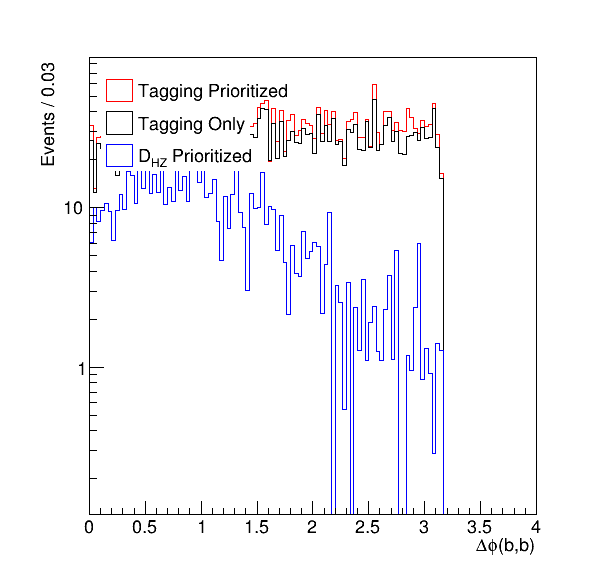 Events / 0.03
Tagging Prioritized
Tagging Only
D_HZ Prioritized
10
1
0 0.5 1 1.5 2 2.5 3 3.5 4
Δϕ(b,b)